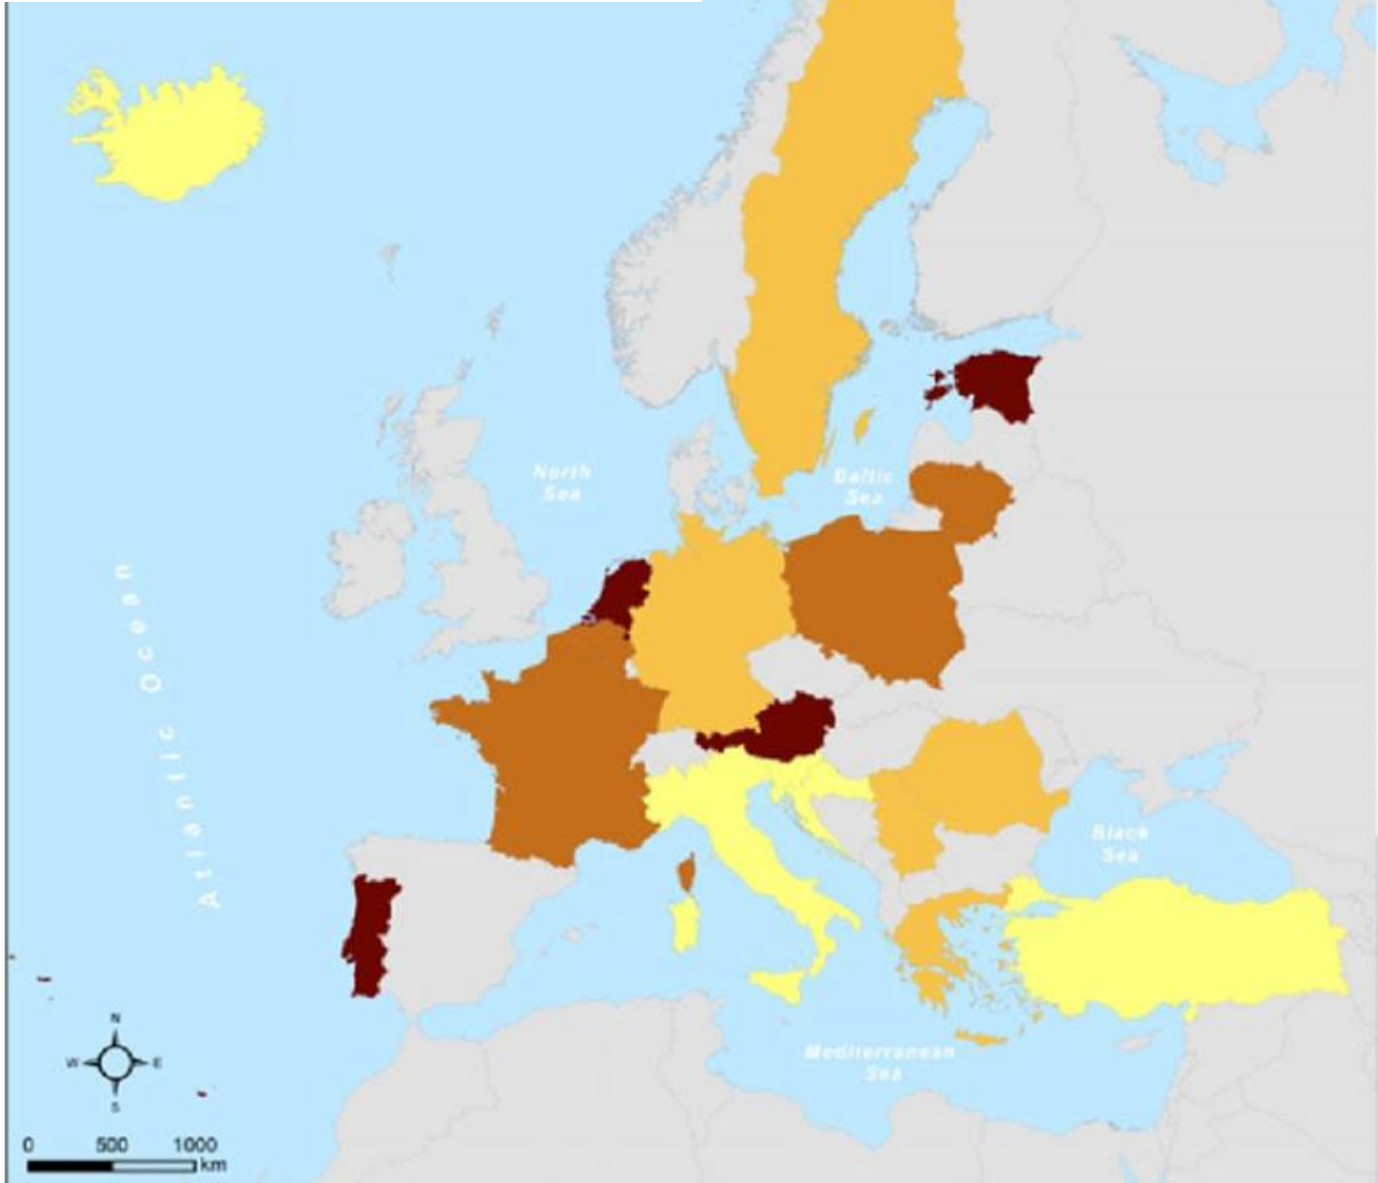 North
Sea
Baltic
Sea
Atlantic Ocean
Black
Sea
Mediterranean
Sea
N
W E
S
0 500 1000
km